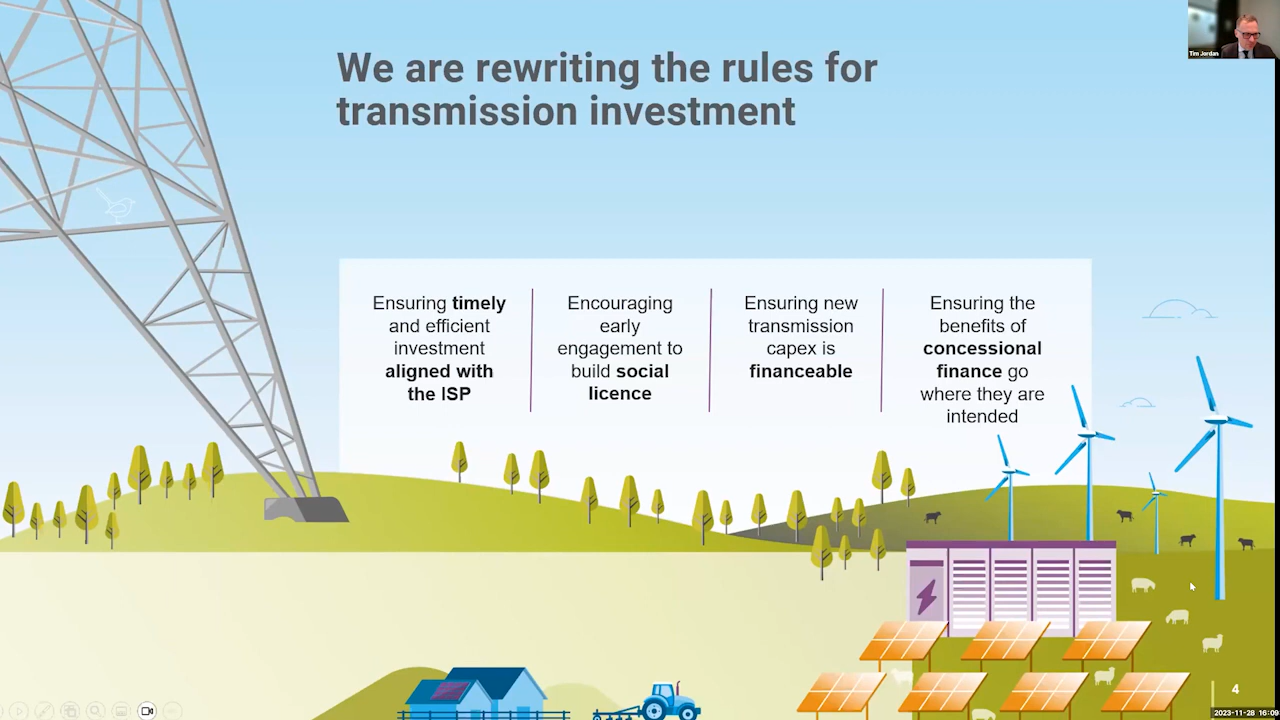 We are rewriting the rules for
transmission investment
Ensuring timely
and efficient
investment
aligned with
the ISP
Encouraging
early
engagement to
build social
licence
Ensuring new
transmission
capex is
financeable
Ensuring the
benefits of
concessional
finance go
where they are
intended
Tim Jordan
4
2023-11-28 16:09